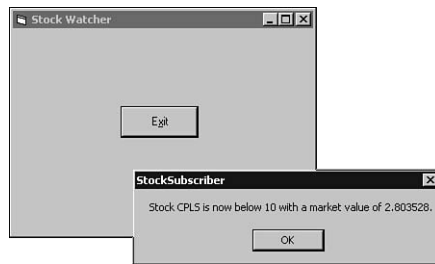 Stock Watcher
Exit
StockSubscriber
Stock CPLS is now below 10 with a market value of 2.803528.
OK